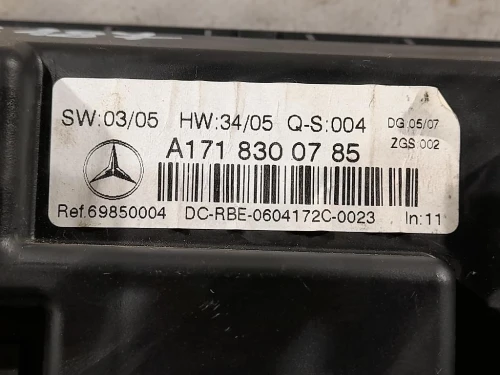 SW:03/05 HW:34/05 Q-S:004 DG:05/07
A171 830 07 85 ZGS:002
Ref.69850004 DC-RBE-0604172C-0023 In:11